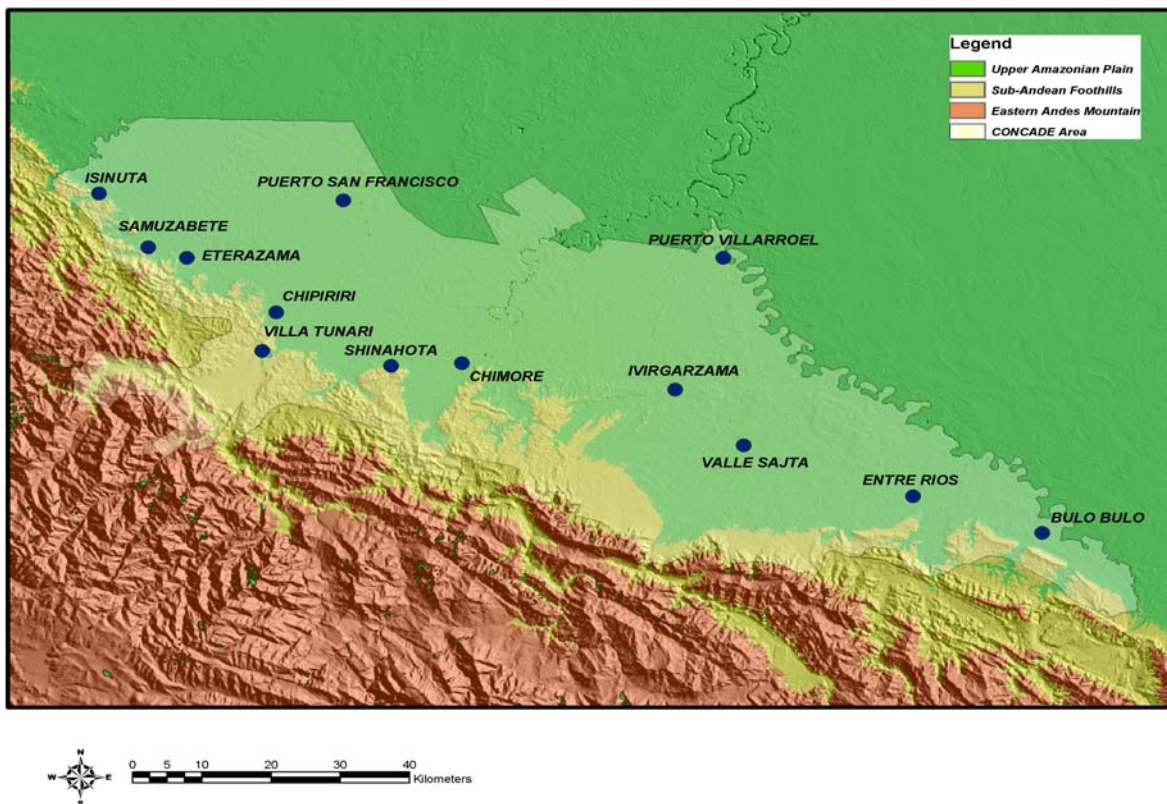 Legend
Upper Amazonian Plain
Sub-Andean Foothills
Eastern Andes Mountain
CONCADE Area
ISINUTA
PUERTO SAN FRANCISCO
SAMUZABETE
ETERAZAMA
PUERTO VILLARROEL
CHIPIRIRI
VILLA TUNARI
SHINAHOTA
CHIMORE
IVIRGARZAMA
VALLE SAJTA
ENTRE RIOS
BULO BULO
N
W E
S
0 5 10 20 30 40
Kilometers